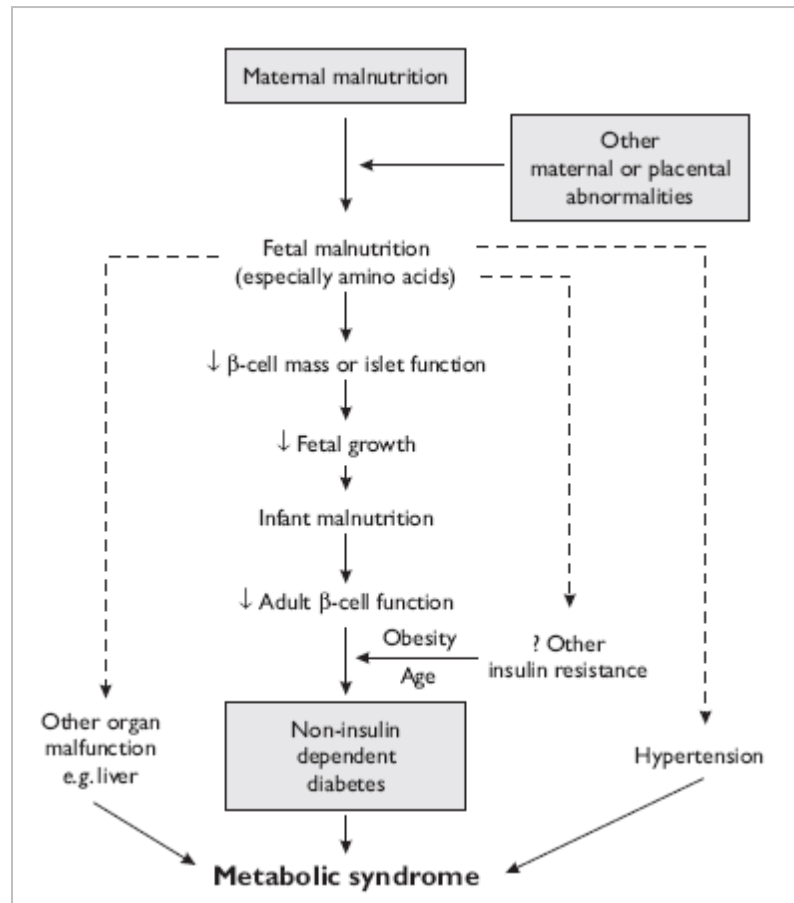 Maternal malnutrition
Other
maternal or placental
abnormalities
Fetal malnutrition
(especially amino acids)
↓ β-cell mass or islet function
↓ Fetal growth
Infant malnutrition
↓ Adult β-cell function
Obesity
Age
? Other
insulin resistance
Other organ
malfunction
e.g. liver
Non-insulin
dependent
diabetes
Hypertension
Metabolic syndrome